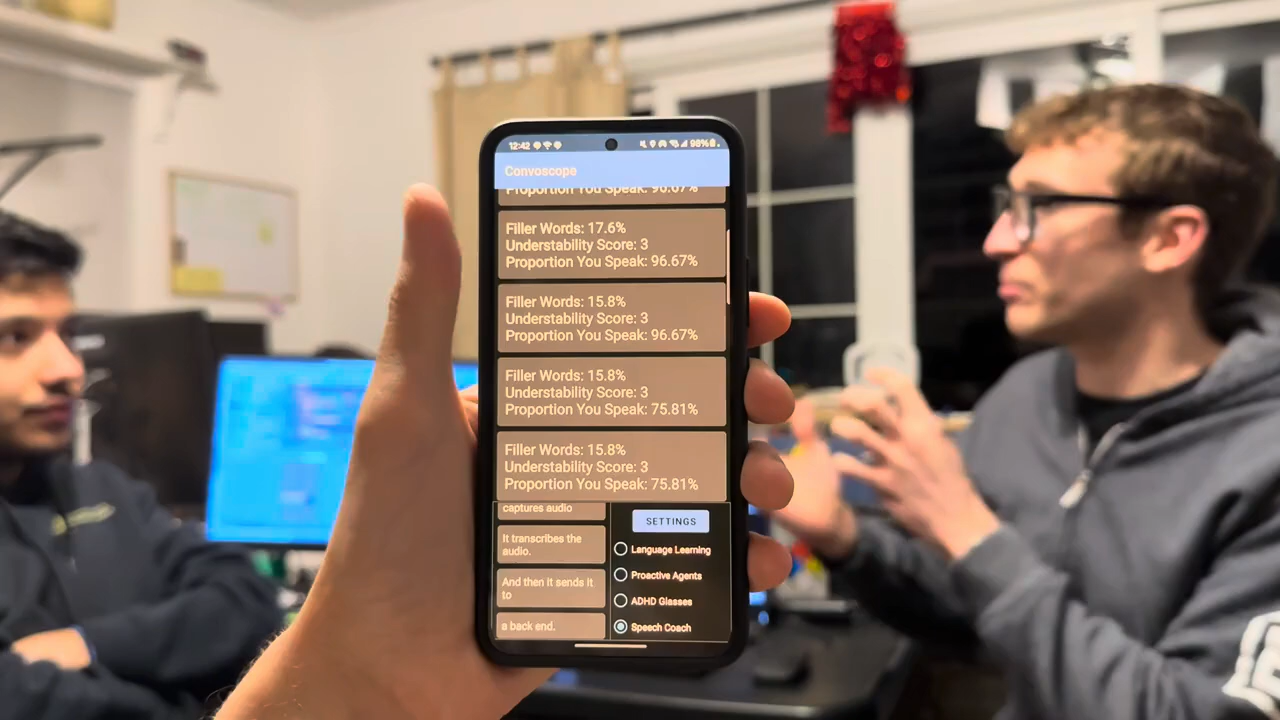 12:42
98%
Convoscope
Proportion You Speak: 96.67%
Filler Words: 17.6%
Understability Score: 3
Proportion You Speak: 96.67%
Filler Words: 15.8%
Understability Score: 3
Proportion You Speak: 96.67%
Filler Words: 15.8%
Understability Score: 3
Proportion You Speak: 75.81%
Filler Words: 15.8%
Understability Score: 3
Proportion You Speak: 75.81%
captures audio
It transcribes the
audio.
And then it sends it
to
a back end.
SETTINGS
Language Learning
Proactive Agents
ADHD Glasses
Speech Coach